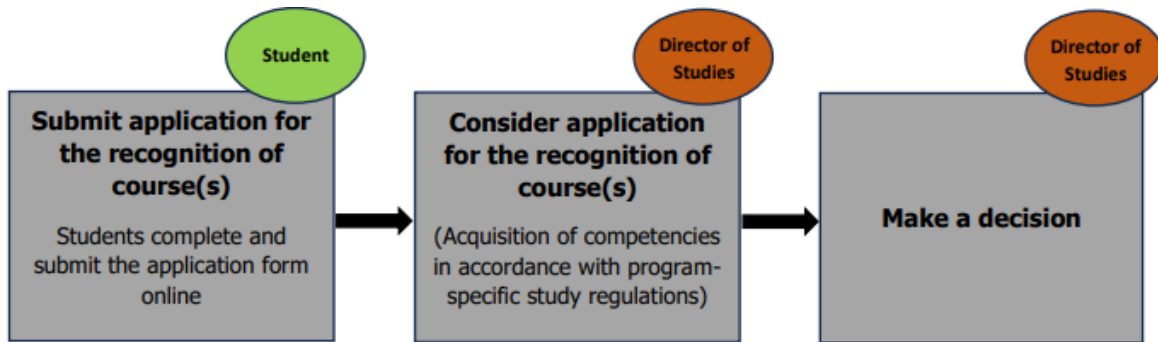 Student
Submit application for
the recognition of
course(s)
Students complete and
submit the application form
online
Director of
Studies
Consider application
for the recognition of
course(s)
(Acquisition of competencies
in accordance with program-
specific study regulations)
Director of
Studies
Make a decision